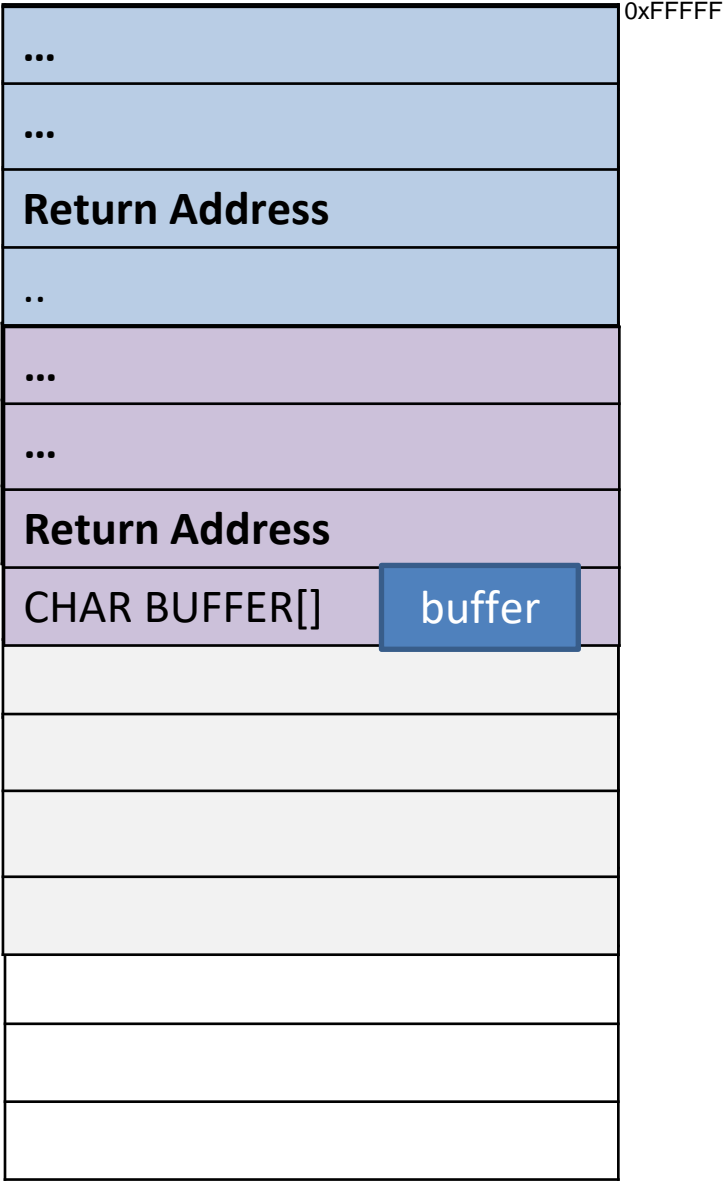 0xFFFFF
...
...
Return Address
..
...
...
Return Address
CHAR BUFFER[] buffer